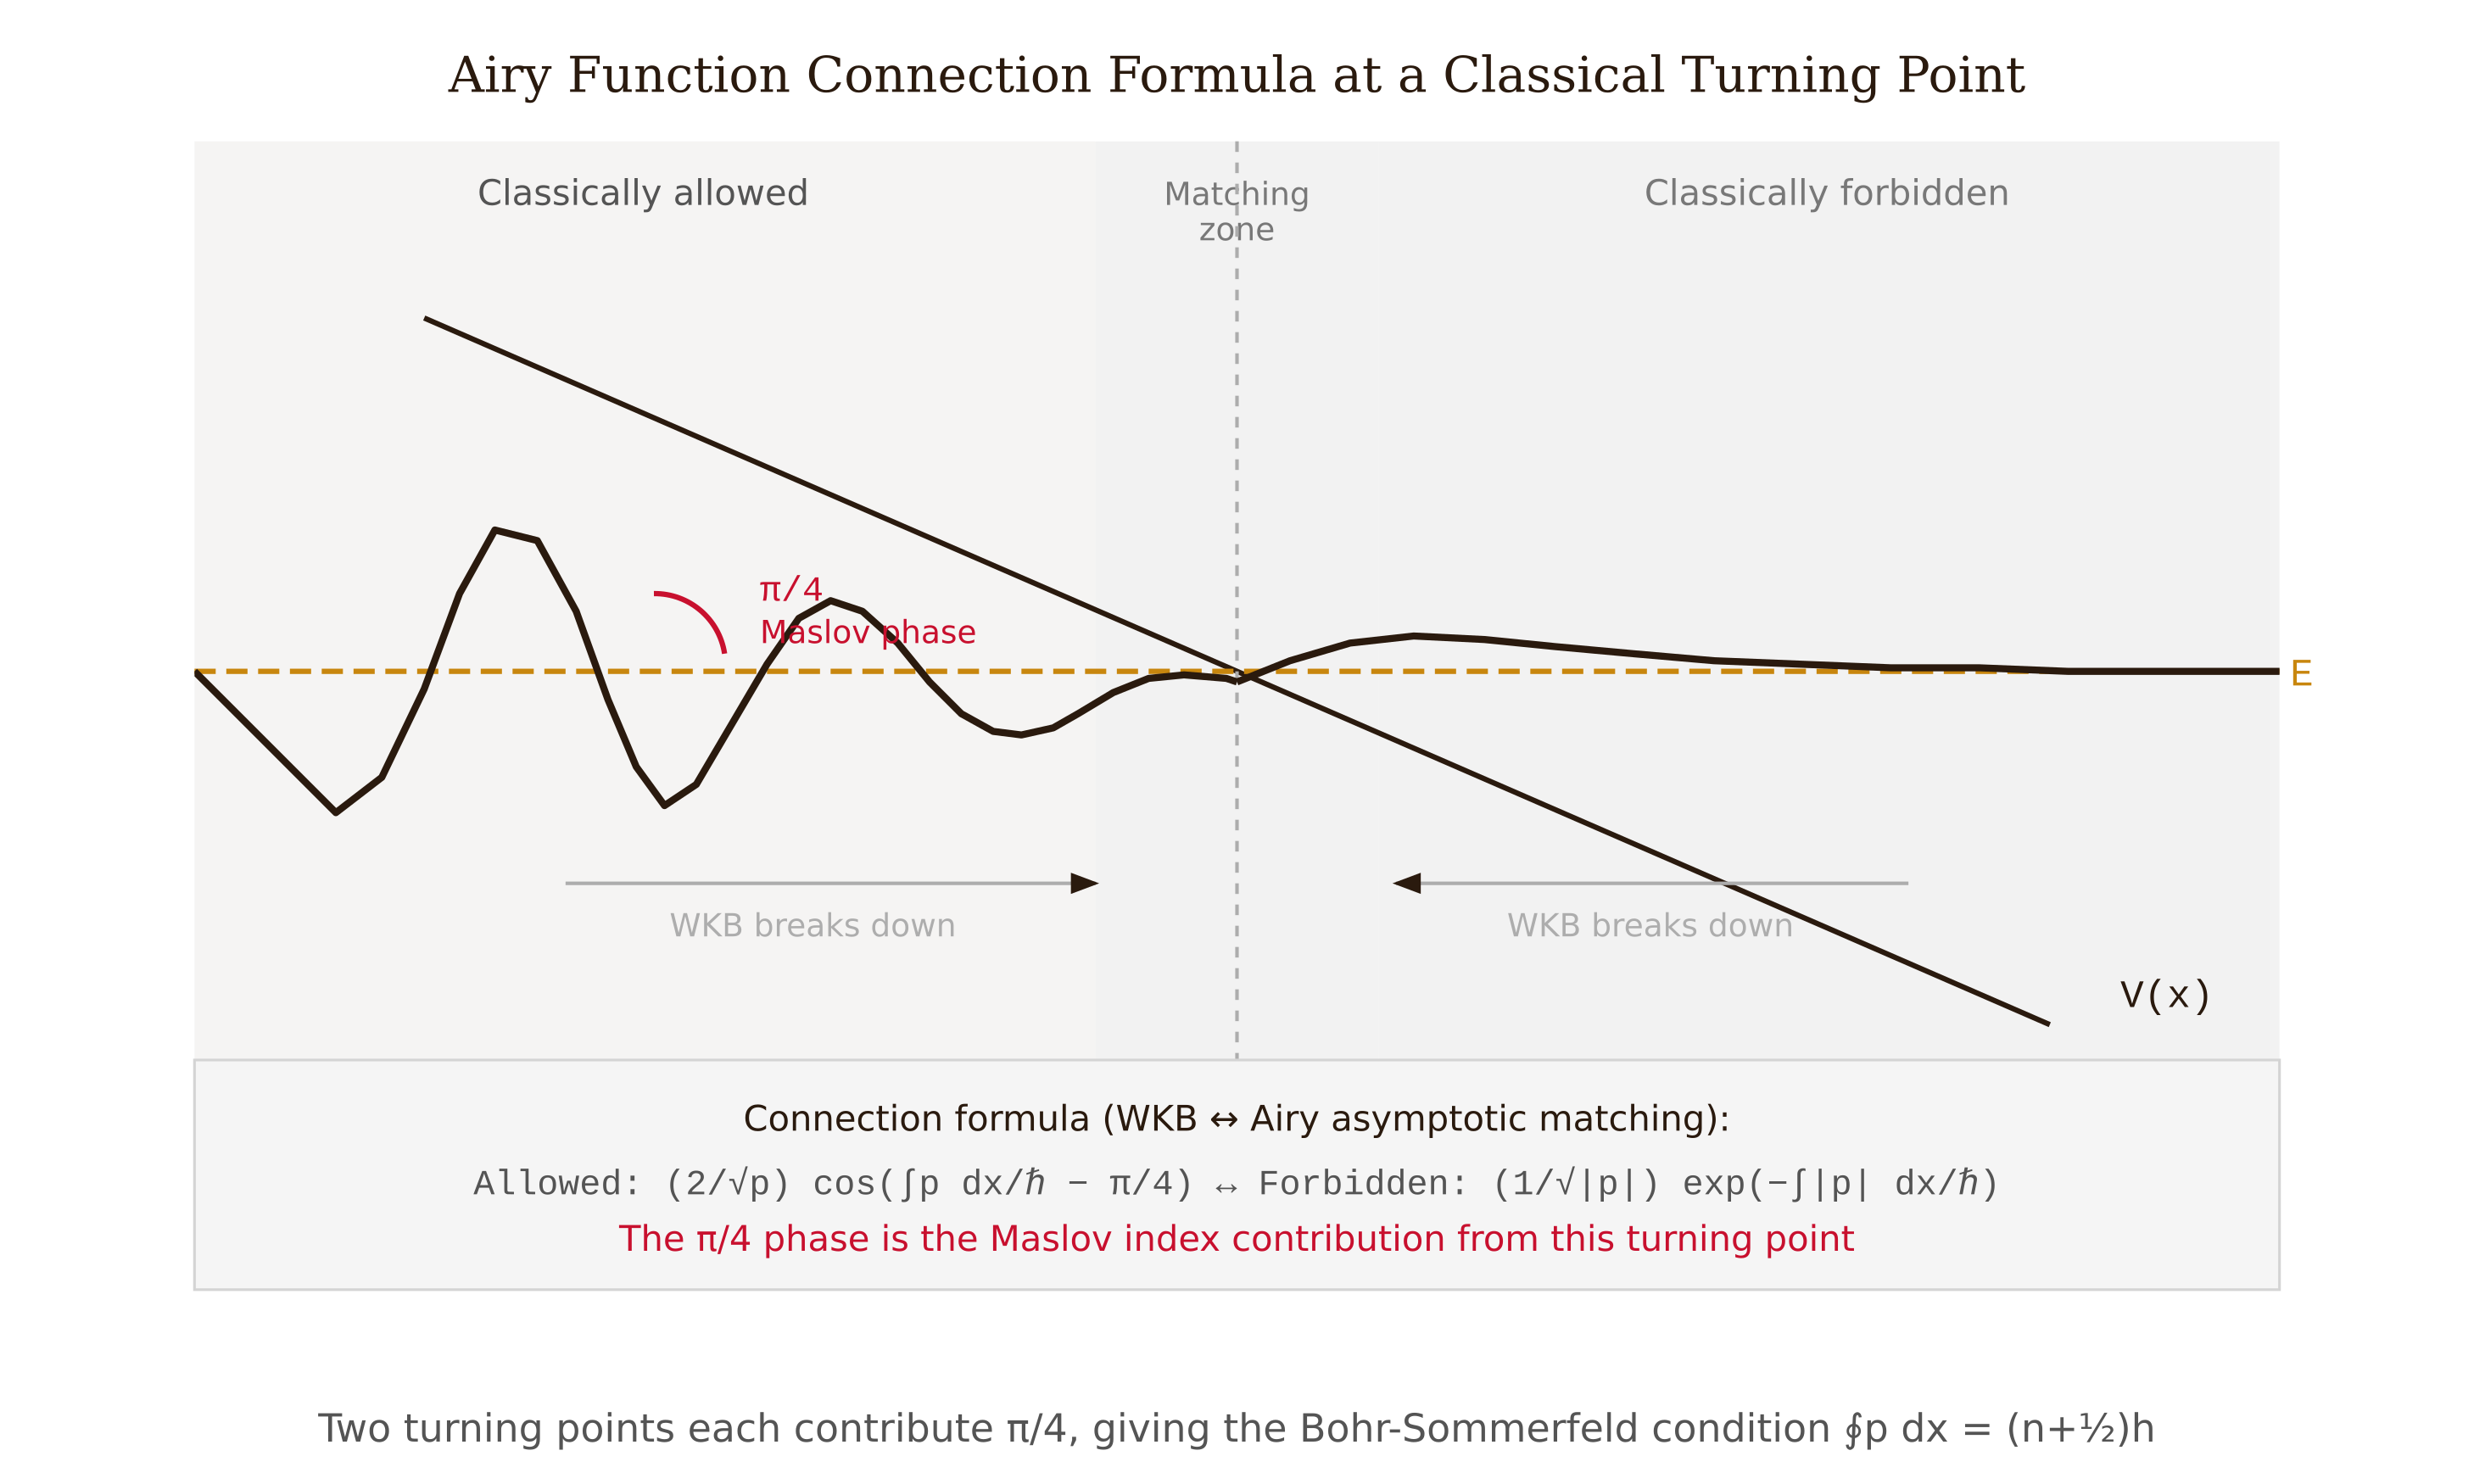 Airy Function Connection Formula at a Classical Turning Point
Classically allowed
Matching
zone
Classically forbidden
π/4
Maslov phase
E
WKB breaks down
WKB breaks down
V(x)
Connection formula (WKB ↔ Airy asymptotic matching):
Allowed: (2/√p) cos(∫p dx/ℏ − π/4) ↔ Forbidden: (1/√|p|) exp(−∫|p| dx/ℏ)
The π/4 phase is the Maslov index contribution from this turning point
Two turning points each contribute π/4, giving the Bohr-Sommerfeld condition ∮p dx = (n+½)h